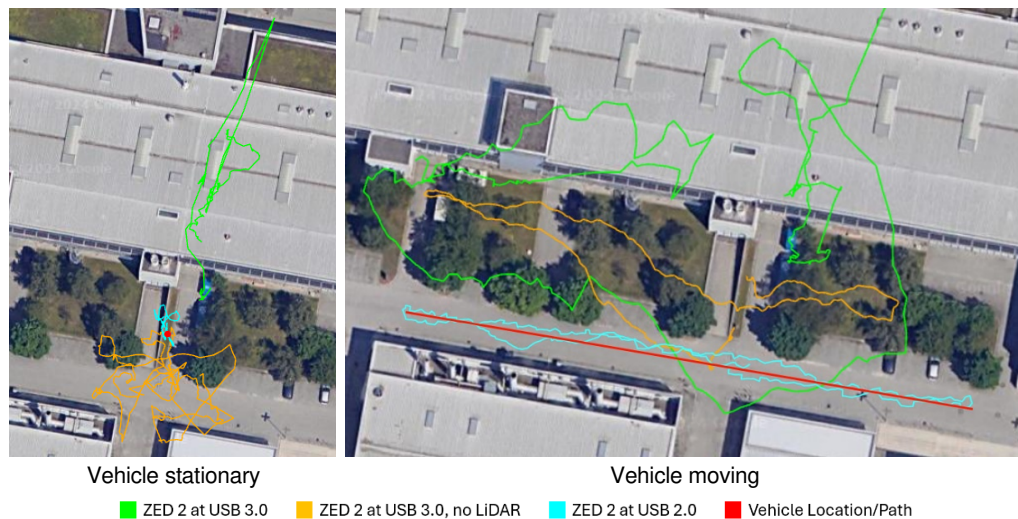 Vehicle stationary
Vehicle moving
ZED 2 at USB 3.0
ZED 2 at USB 3.0, no LiDAR
ZED 2 at USB 2.0
Vehicle Location/Path